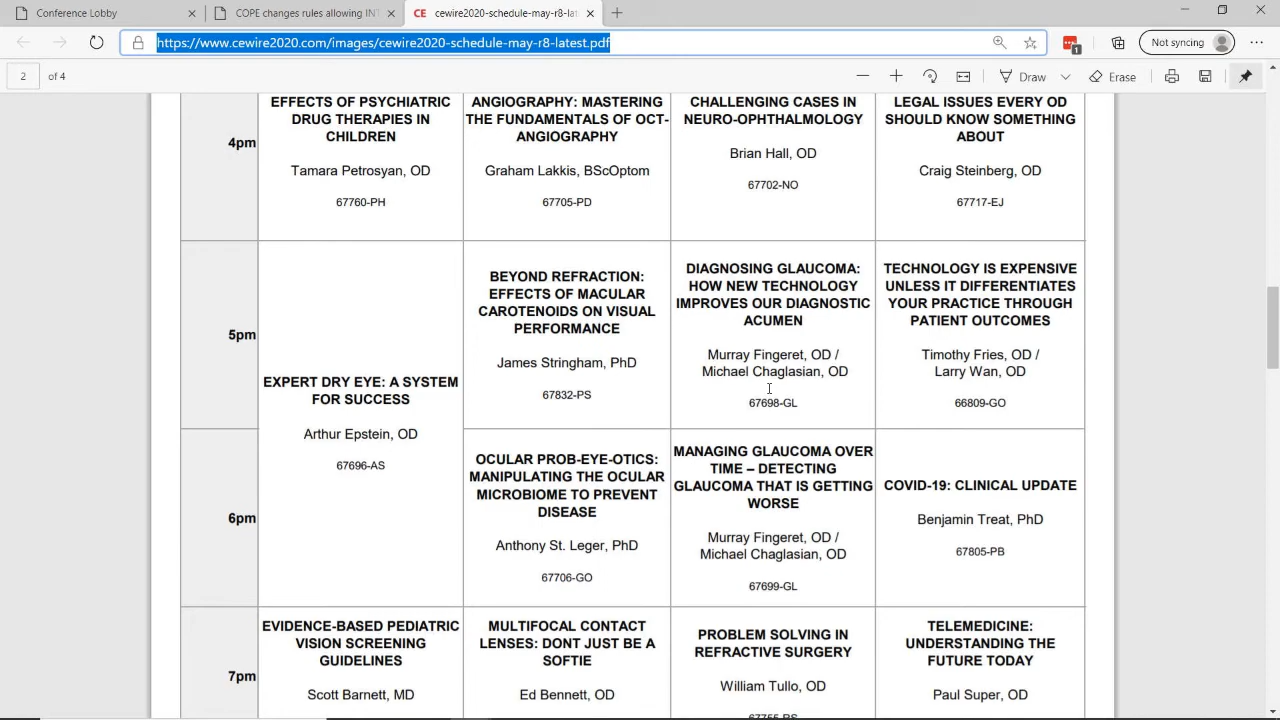 Conference Lobby
COPE changes rules allowing INT
CE cewire2020-schedule-may-r8-lat
https://www.cewire2020.com/images/cewire2020-schedule-may-r8-latest.pdf
1
Not syncing
2 of 4
Draw
Erase
4pm
EFFECTS OF PSYCHIATRIC
DRUG THERAPIES IN
CHILDREN
Tamara Petrosyan, OD
67760-PH
ANGIOGRAPHY: MASTERING
THE FUNDAMENTALS OF OCT-
ANGIOGRAPHY
Graham Lakkis, BScOptom
67705-PD
CHALLENGING CASES IN
NEURO-OPHTHALMOLOGY
Brian Hall, OD
67702-NO
LEGAL ISSUES EVERY OD
SHOULD KNOW SOMETHING
ABOUT
Craig Steinberg, OD
67717-EJ
5pm
EXPERT DRY EYE: A SYSTEM
FOR SUCCESS
Arthur Epstein, OD
67696-AS
BEYOND REFRACTION:
EFFECTS OF MACULAR
CAROTENOIDS ON VISUAL
PERFORMANCE
James Stringham, PhD
67832-PS
DIAGNOSING GLAUCOMA:
HOW NEW TECHNOLOGY
IMPROVES OUR DIAGNOSTIC
ACUMEN
Murray Fingeret, OD /
Michael Chaglasian, OD
67698-GL
TECHNOLOGY IS EXPENSIVE
UNLESS IT DIFFERENTIATES
YOUR PRACTICE THROUGH
PATIENT OUTCOMES
Timothy Fries, OD /
Larry Wan, OD
66809-GO
6pm
OCULAR PROB-EYE-OTICS:
MANIPULATING THE OCULAR
MICROBIOME TO PREVENT
DISEASE
Anthony St. Leger, PhD
67706-GO
MANAGING GLAUCOMA OVER
TIME – DETECTING
GLAUCOMA THAT IS GETTING
WORSE
Murray Fingeret, OD /
Michael Chaglasian, OD
67699-GL
COVID-19: CLINICAL UPDATE
Benjamin Treat, PhD
67805-PB
7pm
EVIDENCE-BASED PEDIATRIC
VISION SCREENING
GUIDELINES
Scott Barnett, MD
MULTIFOCAL CONTACT
LENSES: DONT JUST BE A
SOFTIE
Ed Bennett, OD
PROBLEM SOLVING IN
REFRACTIVE SURGERY
William Tullo, OD
67755-RS
TELEMEDICINE:
UNDERSTANDING THE
FUTURE TODAY
Paul Super, OD